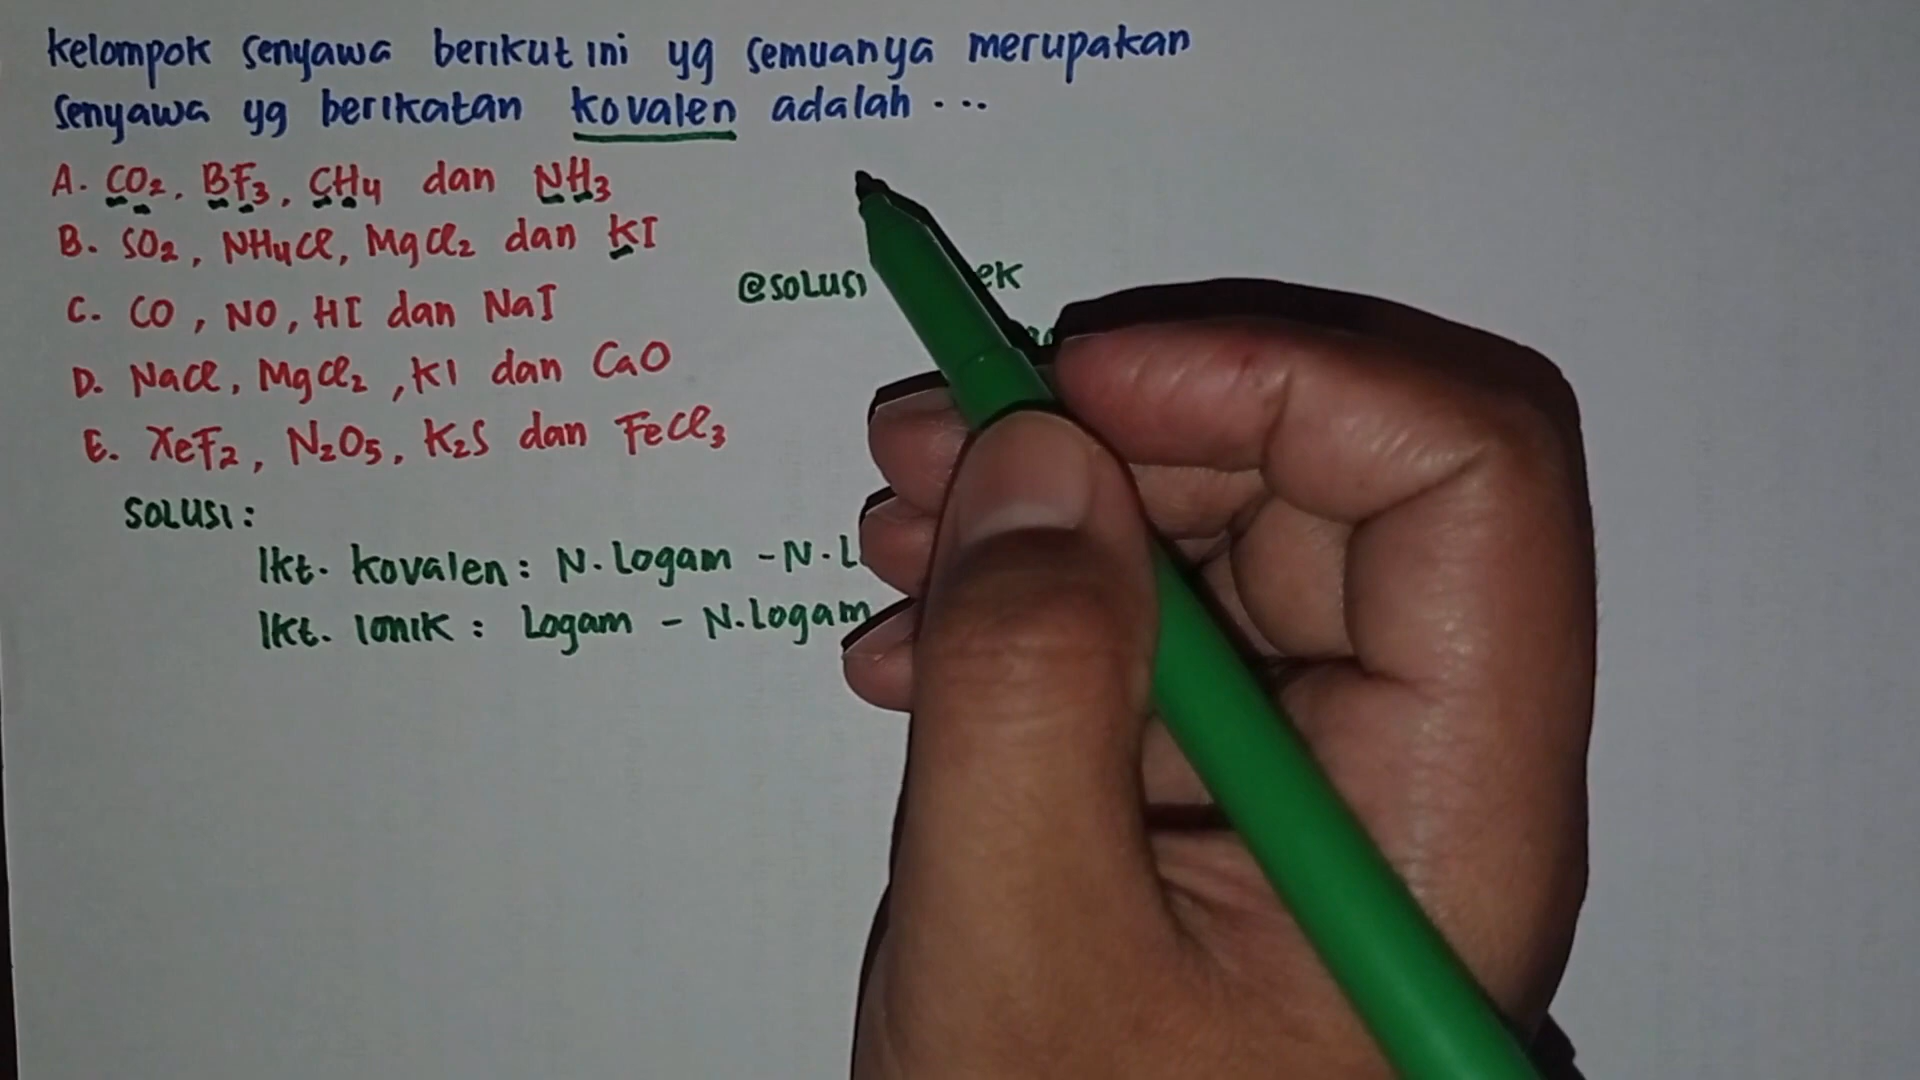 Kelompok senyawa berikut ini yg semuanya merupakan
senyawa yg berikatan kovalen adalah ...
A. CO₂, BF₃, CH₄ dan NH₃
B. SO₂, NH₄Cl, MgCl₂ dan KI
C. CO, NO, HI dan NaI
D. NaCl, MgCl₂, KI dan CaO
E. XeF₂, N₂O₅, K₂S dan FeCl₃
@SOLUSI
SOLUSI:
Ikt. kovalen: N. Logam - N. L
Ikt. Ionik: Logam - N. Logam